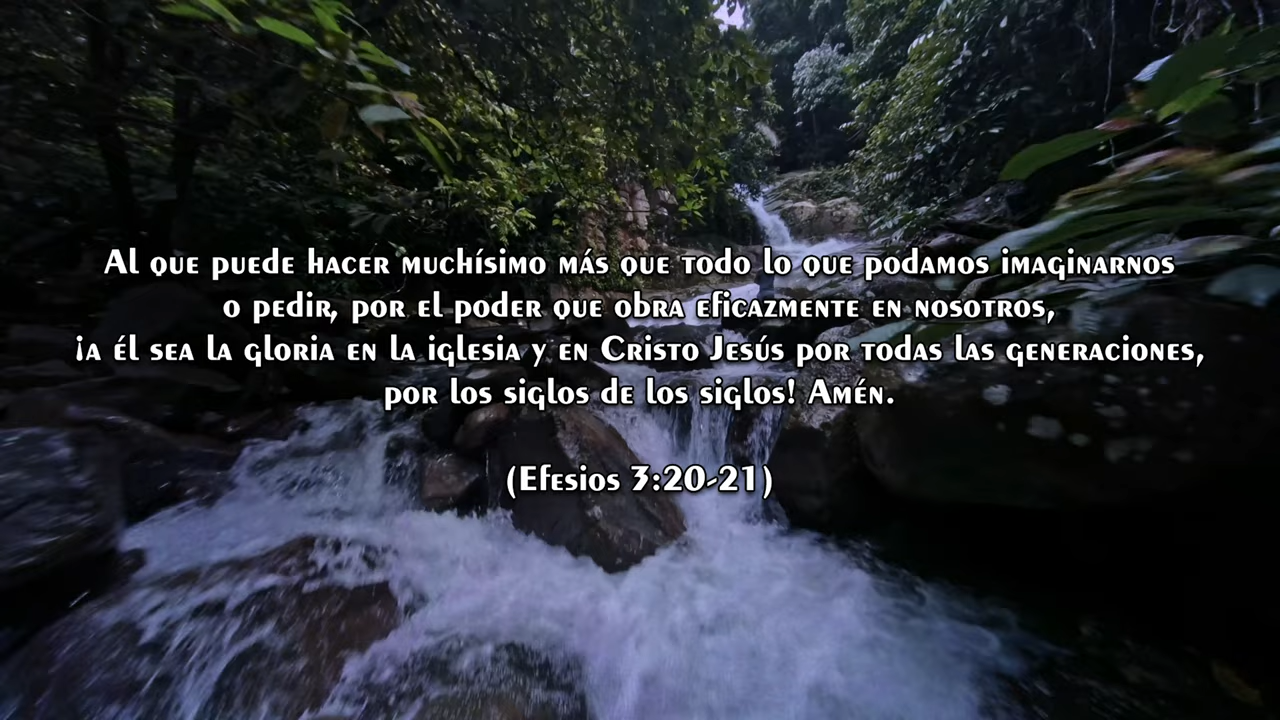 Al que puede hacer muchísimo más que todo lo que podamos imaginarnos
o pedir, por el poder que obra eficazmente en nosotros,
¡a él sea la gloria en la iglesia y en Cristo Jesús por todas las generaciones,
por los siglos de los siglos! Amén.
(Efesios 3:20-21)